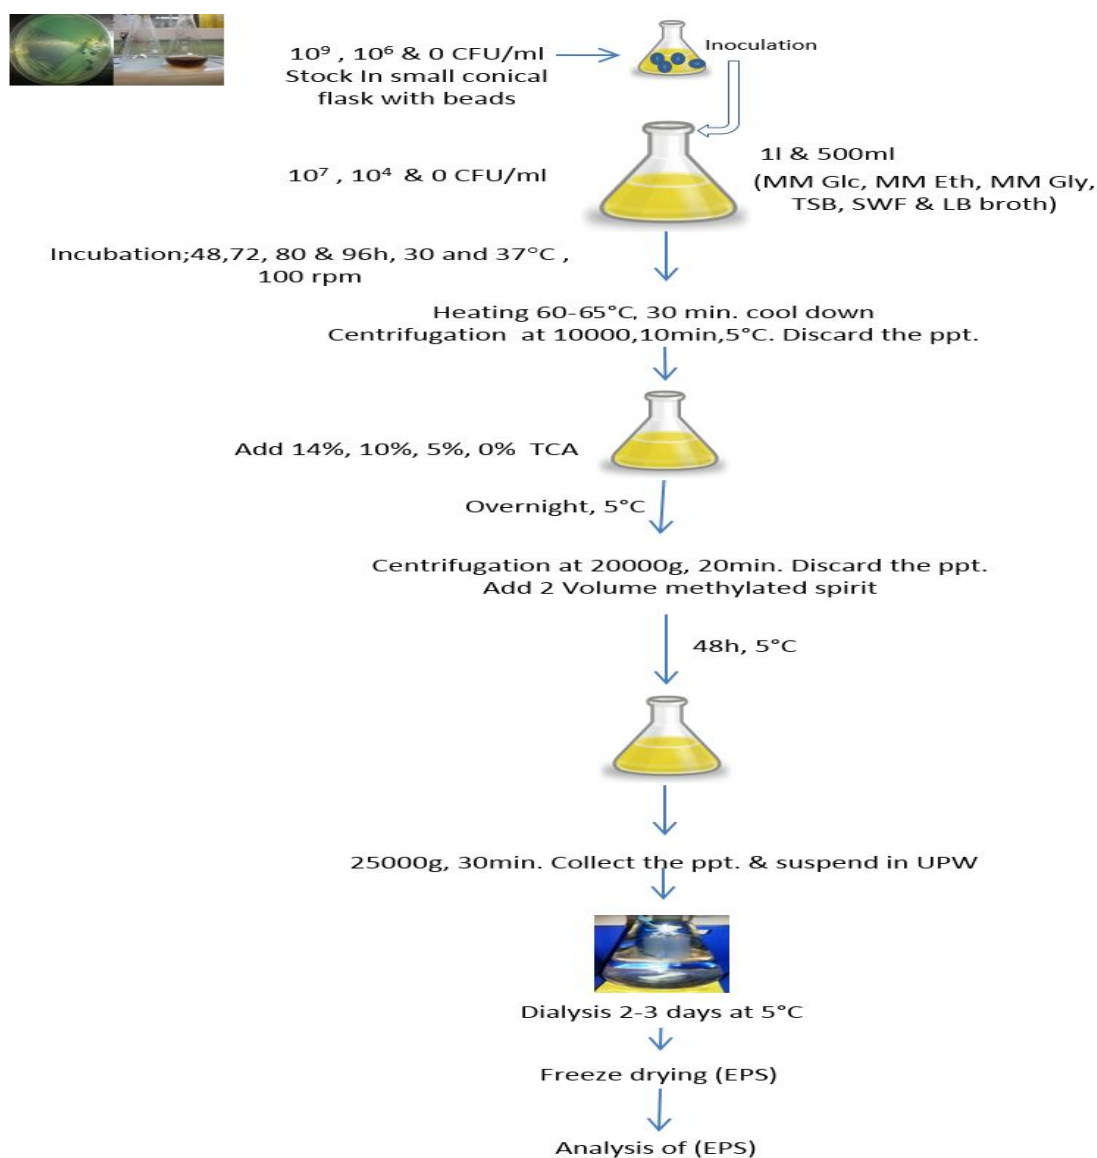 10⁹ , 10⁶ & 0 CFU/ml
Stock In small conical
flask with beads
Inoculation
10⁷ , 10⁴ & 0 CFU/ml
1l & 500ml
(MM Glc, MM Eth, MM Gly,
TSB, SWF & LB broth)
Incubation;48,72, 80 & 96h, 30 and 37°C ,
100 rpm
Heating 60-65°C, 30 min. cool down
Centrifugation at 10000,10min,5°C. Discard the ppt.
Add 14%, 10%, 5%, 0% TCA
Overnight, 5°C
Centrifugation at 20000g, 20min. Discard the ppt.
Add 2 Volume methylated spirit
48h, 5°C
25000g, 30min. Collect the ppt. & suspend in UPW
Dialysis 2-3 days at 5°C
Freeze drying (EPS)
Analysis of (EPS)